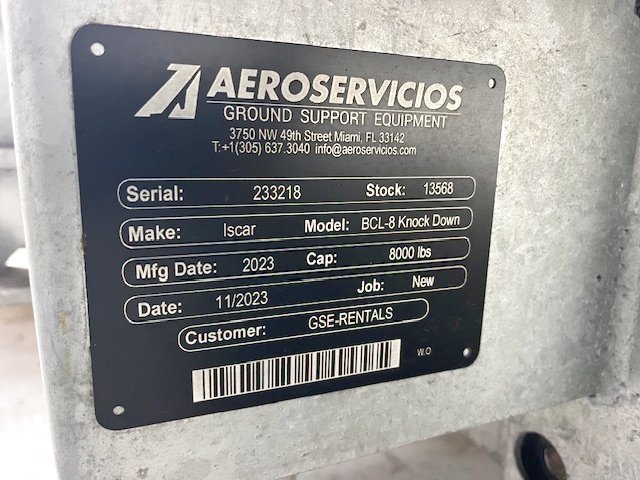 AEROSERVICIOS
GROUND SUPPORT EQUIPMENT
3750 NW 49th Street Miami, FL 33142
T:+1(305) 637.3040 info@aeroservicios.com
Serial: 233218 Stock: 13568
Make: Iscar Model: BCL-8 Knock Down
Mfg Date: 2023 Cap: 8000 lbs
Date: 11/2023 Job: New
Customer: GSE-RENTALS
W.O